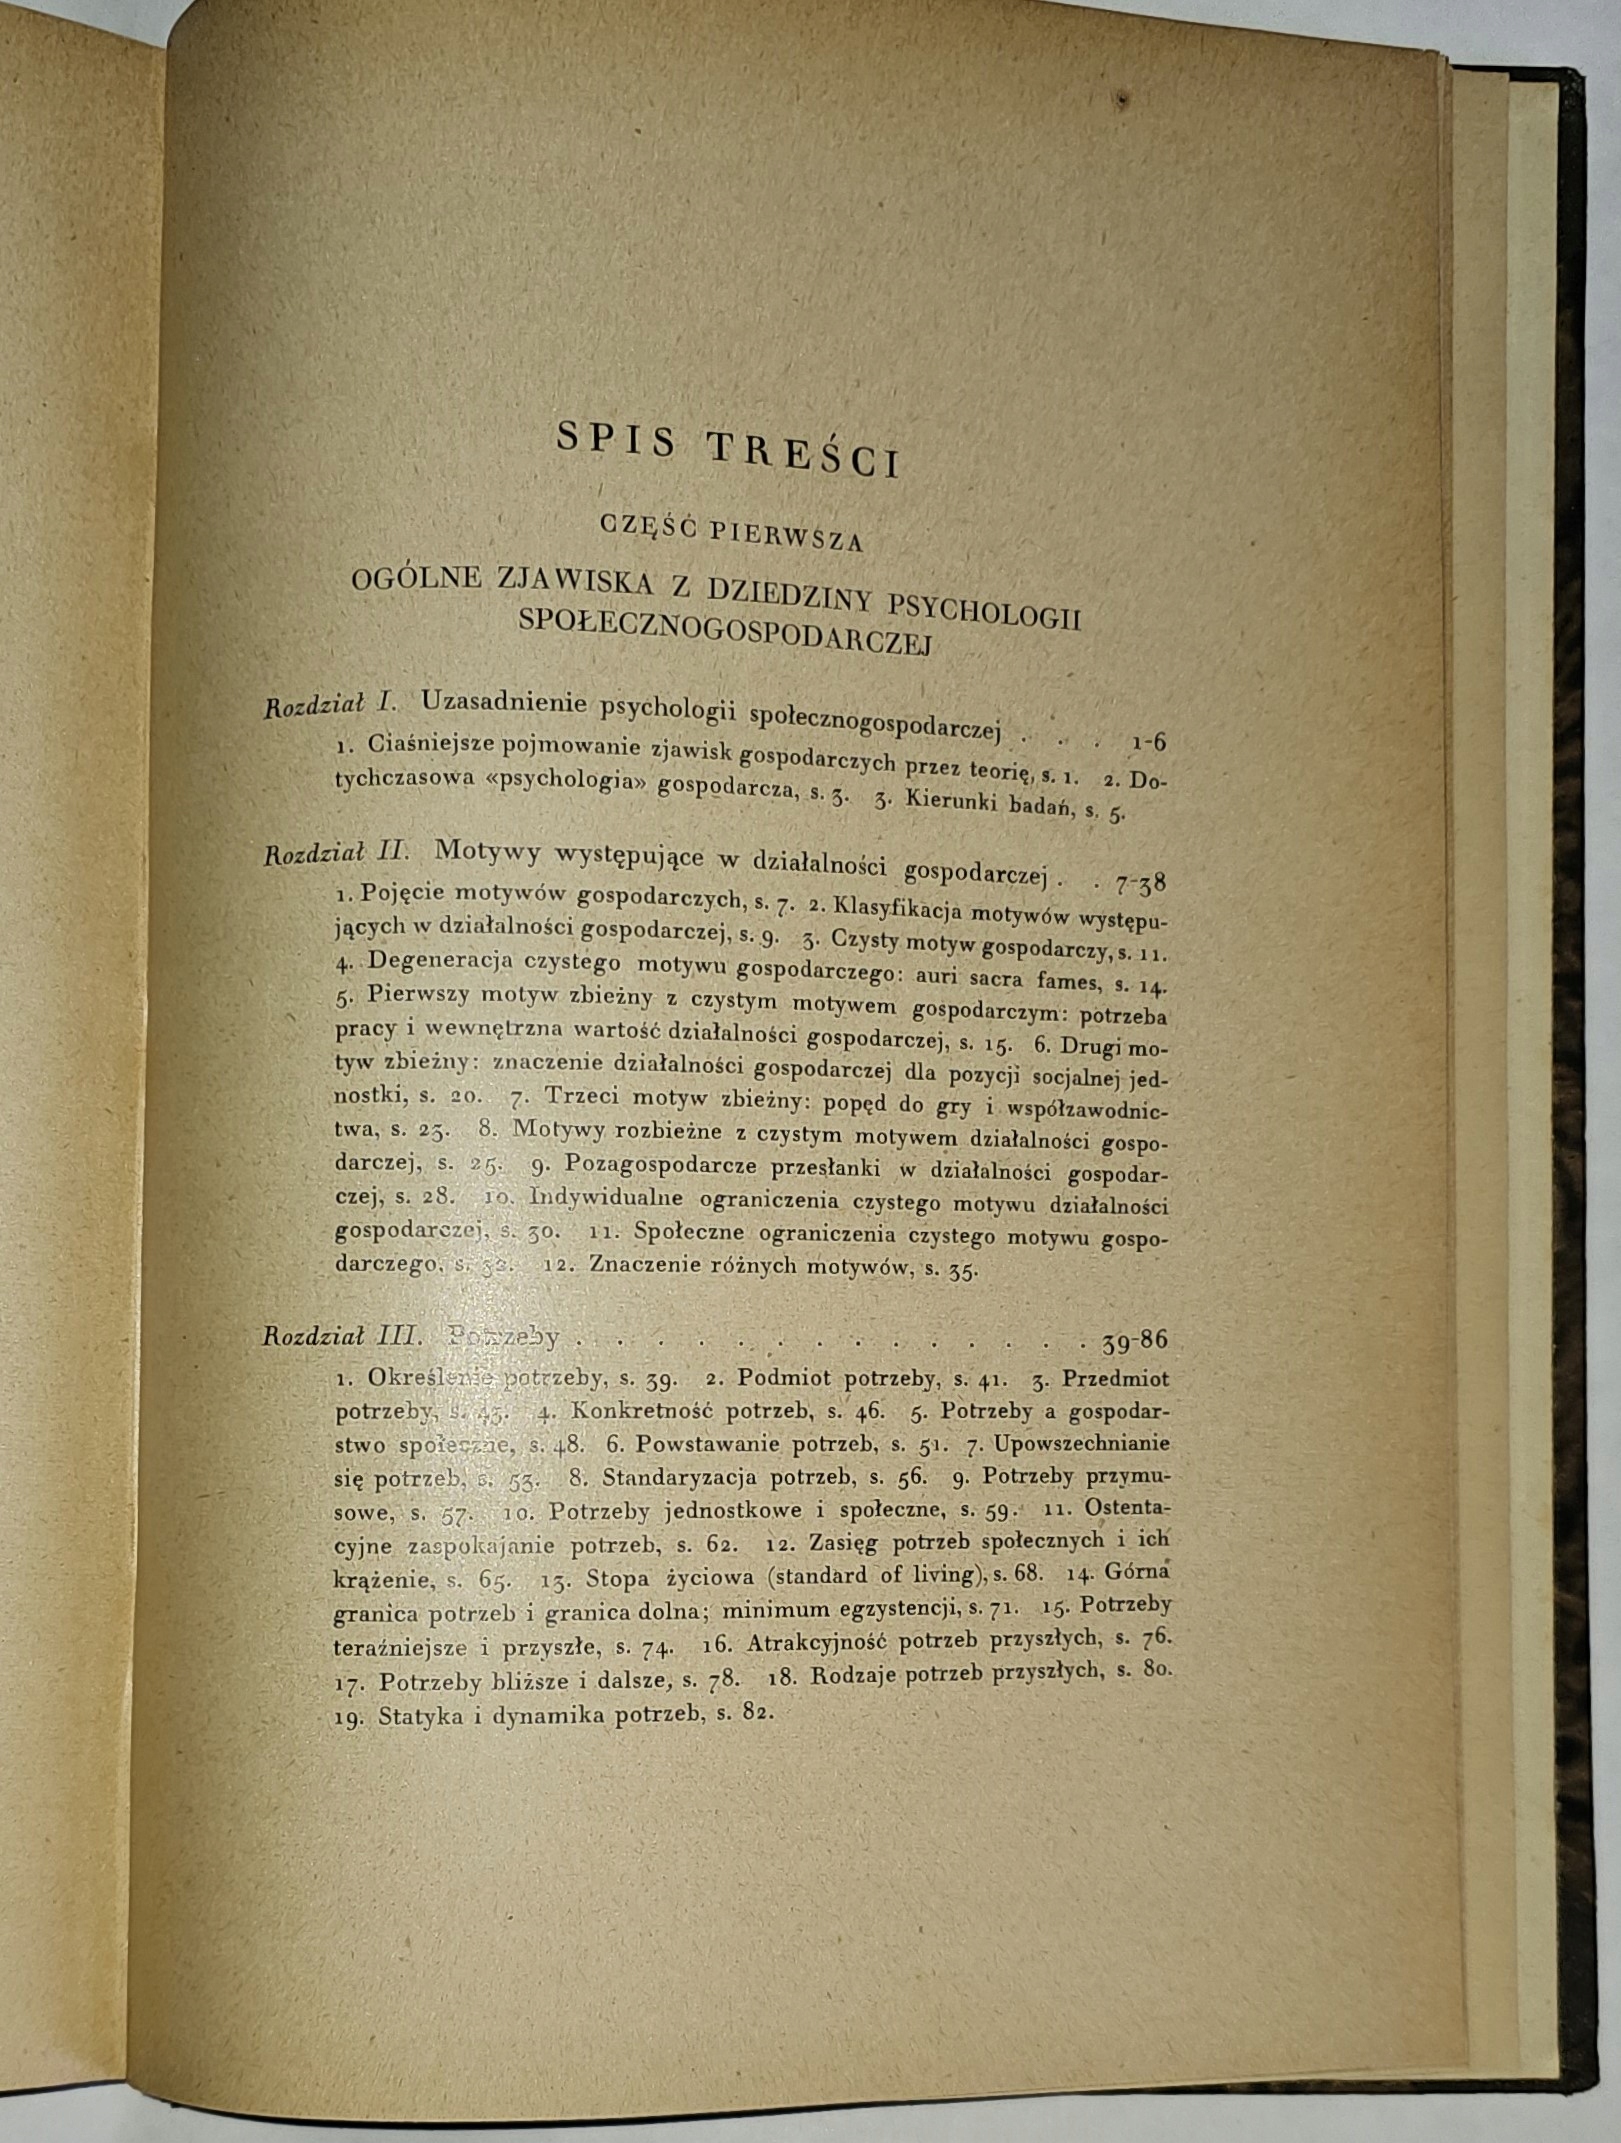 SPIS TREŚCI
CZĘŚĆ PIERWSZA
OGÓLNE ZJAWISKA Z DZIEDZINY PSYCHOLOGII
SPOŁECZNOGOSPODARCZEJ
Rozdział I. Uzasadnienie psychologii społecznogospodarczej . . . 1-6
1. Ciaśniejsze pojmowanie zjawisk gospodarczych przez teorię, s. 1. 2. Do-
tychczasowa «psychologia» gospodarcza, s. 3. 3. Kierunki badań, s. 5.
Rozdział II. Motywy występujące w działalności gospodarczej . . 7-38
1. Pojęcie motywów gospodarczych, s. 7. 2. Klasyfikacja motywów występu-
jących w działalności gospodarczej, s. 9. 3. Czysty motyw gospodarczy, s. 11.
4. Degeneracja czystego motywu gospodarczego: auri sacra fames, s. 14.
5. Pierwszy motyw zbieżny z czystym motywem gospodarczym: potrzeba
pracy i wewnętrzna wartość działalności gospodarczej, s. 15. 6. Drugi mo-
tyw zbieżny: znaczenie działalności gospodarczej dla pozycji socjalnej jed-
nostki, s. 20. 7. Trzeci motyw zbieżny: popęd do gry i współzawodnic-
twa, s. 23. 8. Motywy rozbieżne z czystym motywem działalności gospo-
darczej, s. 25. 9. Pozagospodarcze przesłanki w działalności gospodar-
czej, s. 28. 10. Indywidualne ograniczenia czystego motywu działalności
gospodarczej, s. 30. 11. Społeczne ograniczenia czystego motywu gospo-
darczego, s. 32. 12. Znaczenie różnych motywów, s. 35.
Rozdział III. Potrzeby . . . . . . . . . . . . . . 39-86
1. Określenie potrzeby, s. 39. 2. Podmiot potrzeby, s. 41. 3. Przedmiot
potrzeby, s. 43. 4. Konkretność potrzeb, s. 46. 5. Potrzeby a gospodar-
stwo społeczne, s. 48. 6. Powstawanie potrzeb, s. 51. 7. Upowszechnianie
się potrzeb, s. 53. 8. Standaryzacja potrzeb, s. 56. 9. Potrzeby przymu-
sowe, s. 57. 10. Potrzeby jednostkowe i społeczne, s. 59. 11. Ostenta-
cyjne zaspokajanie potrzeb, s. 62. 12. Zasięg potrzeb społecznych i ich
krążenie, s. 65. 13. Stopa życiowa (standard of living), s. 68. 14. Górna
granica potrzeb i granica dolna; minimum egzystencji, s. 71. 15. Potrzeby
teraźniejsze i przyszłe, s. 74. 16. Atrakcyjność potrzeb przyszłych, s. 76.
17. Potrzeby bliższe i dalsze, s. 78. 18. Rodzaje potrzeb przyszłych, s. 80.
19. Statyka i dynamika potrzeb, s. 82.